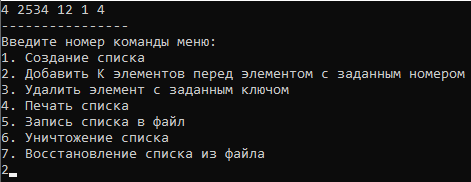 4 2534 12 1 4
----------------
Введите номер команды меню:
1. Создание списка
2. Добавить К элементов перед элементом с заданным номером
3. Удалить элемент с заданным ключом
4. Печать списка
5. Запись списка в файл
6. Уничтожение списка
7. Восстановление списка из файла
2